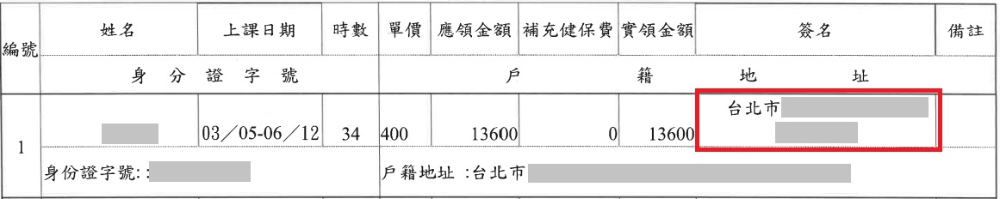 編號 姓名 上課日期 時數 單價 應領金額 補充健保費 實領金額 簽名 備註
身分證字號 戶籍地址
1 03/05-06/12 34 400 13600 0 13600 台北市
身份證字號:: 戶籍地址:台北市